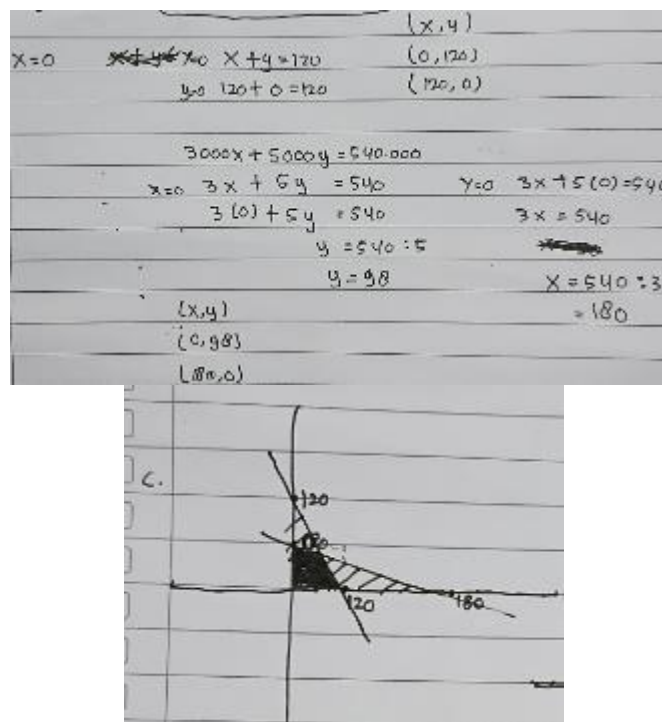 (x,y)
x=0 x+y=120 (0,120)
y=0 120+0=120 (120,0)
3000x + 5000y = 540.000
x=0 3x + 5y = 540 y=0 3x+5(0)=540
3(0) + 5y = 540 3x = 540
y = 540 : 5
y = 98 x = 540 : 3
(x,y) = 180
(0,98)
(180,0)
C.
120
120 180